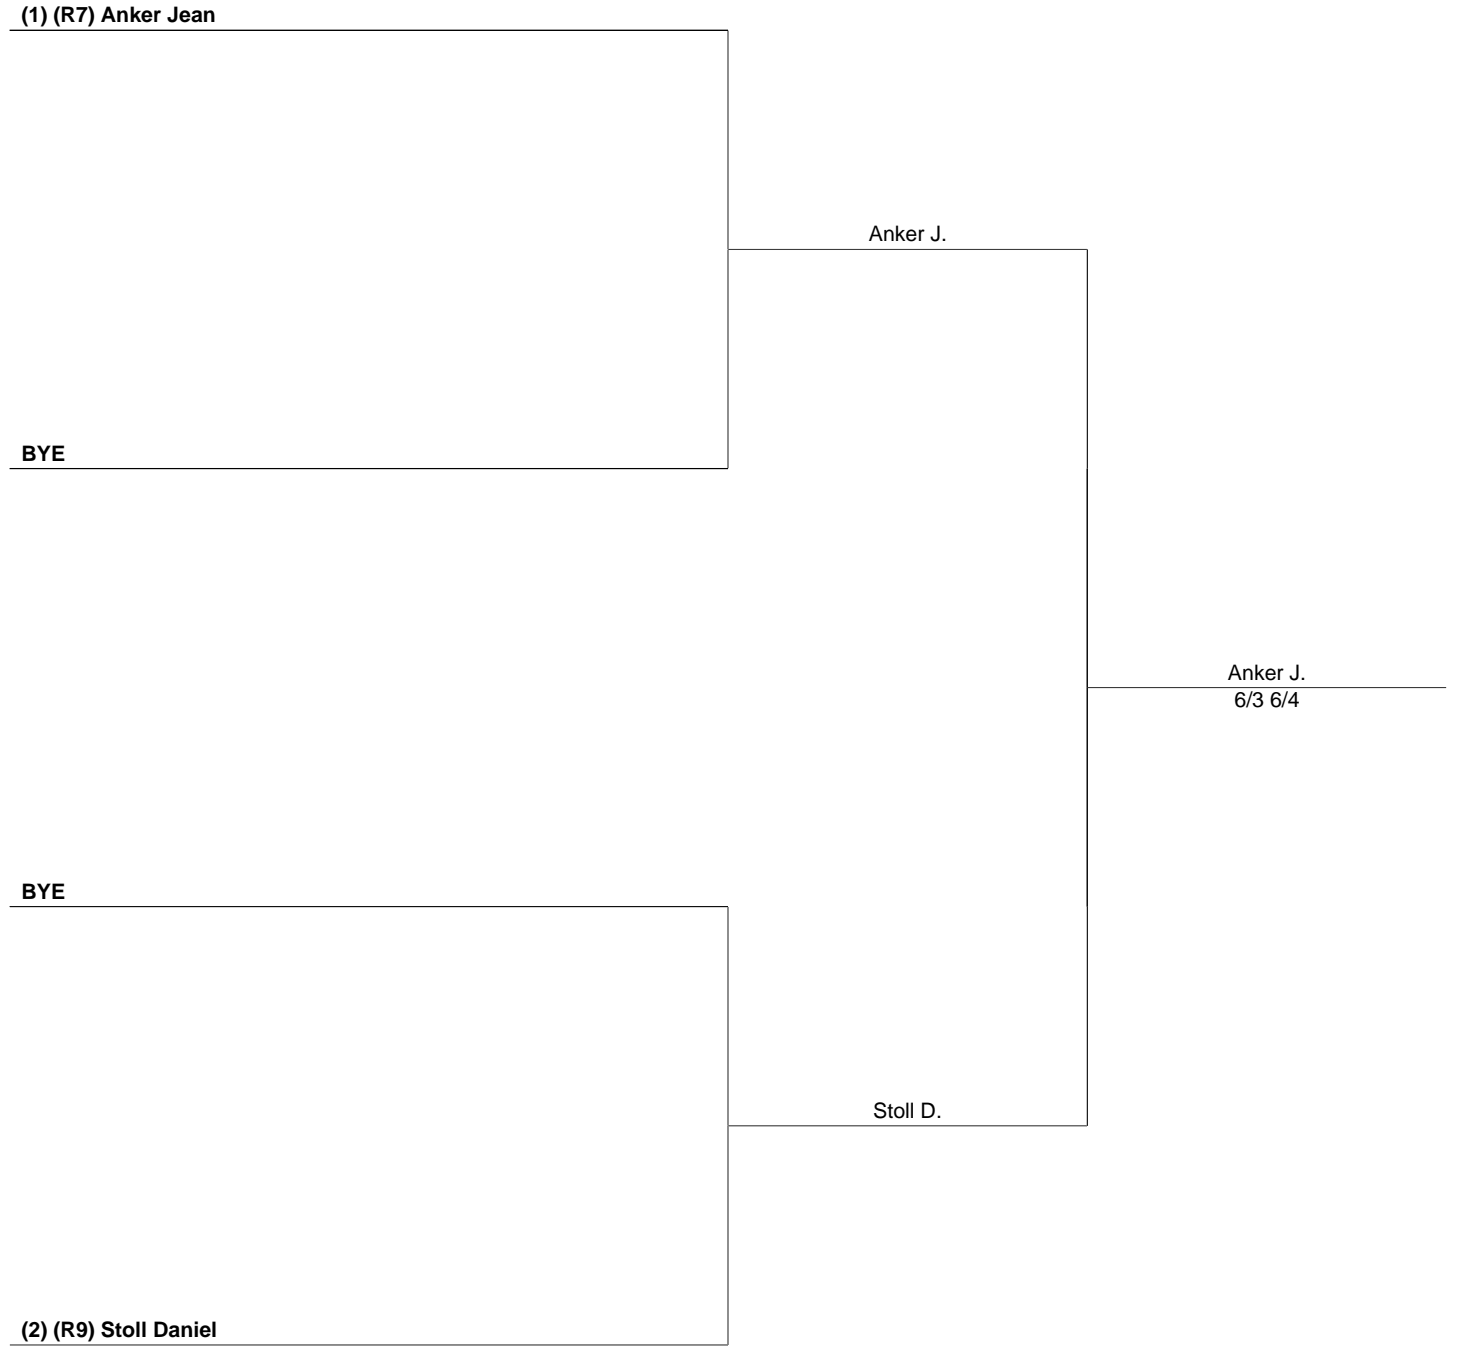 (1) (R7) Anker Jean
Anker J.
BYE
Anker J.
6/3 6/4
BYE
Stoll D.
(2) (R9) Stoll Daniel